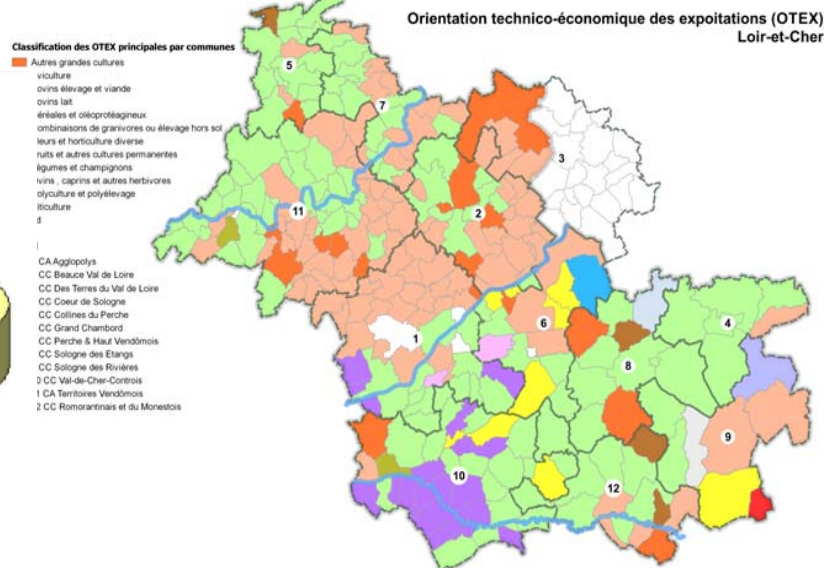 Orientation technico-économique des expoitations (OTEX)
Loir-et-Cher
Classification des OTEX principales par communes
Autres grandes cultures
viculture
ovins élevage et viande
ovins lait
éréales et oléoprotéagineux
ombinaisons de granivores ou élevage hors sol
leurs et horticulture diverse
ruits et autres cultures permanentes
égumes et champignons
vins , caprins et autres herbivores
olyculture et polyélevage
iticulture
d
CA Agglopolys
CC Beauce Val de Loire
CC Des Terres du Val de Loire
CC Coeur de Sologne
CC Collines du Perche
CC Grand Chambord
CC Perche & Haut Vendômois
CC Sologne des Etangs
CC Sologne des Rivières
0 CC Val-de-Cher-Controis
1 CA Territoires Vendômois
2 CC Romorantinais et du Monestois
5
7
3
2
11
1
6
4
8
9
10
12